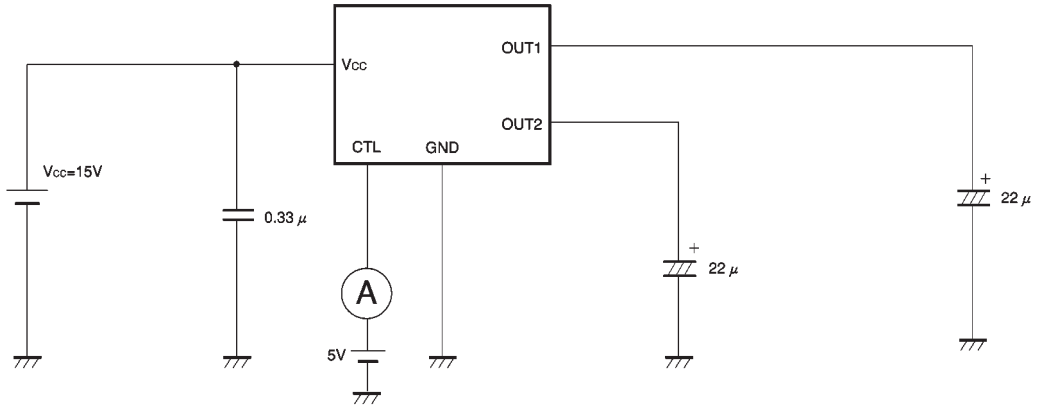 OUT1
Vcc
OUT2
CTL GND
Vcc=15V
+
22 μ
0.33 μ
+
22 μ
A
5V